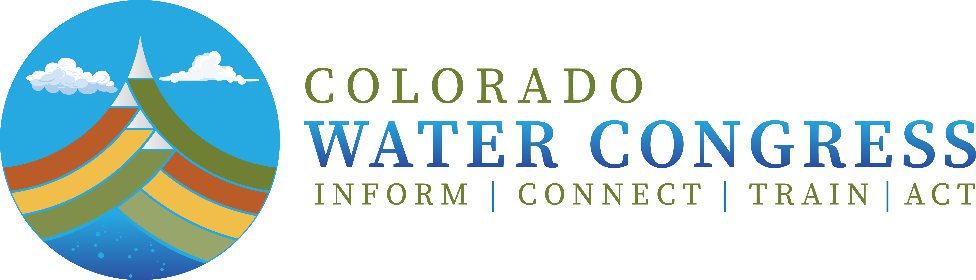 COLORADO
WATER CONGRESS
INFORM | CONNECT | TRAIN | ACT